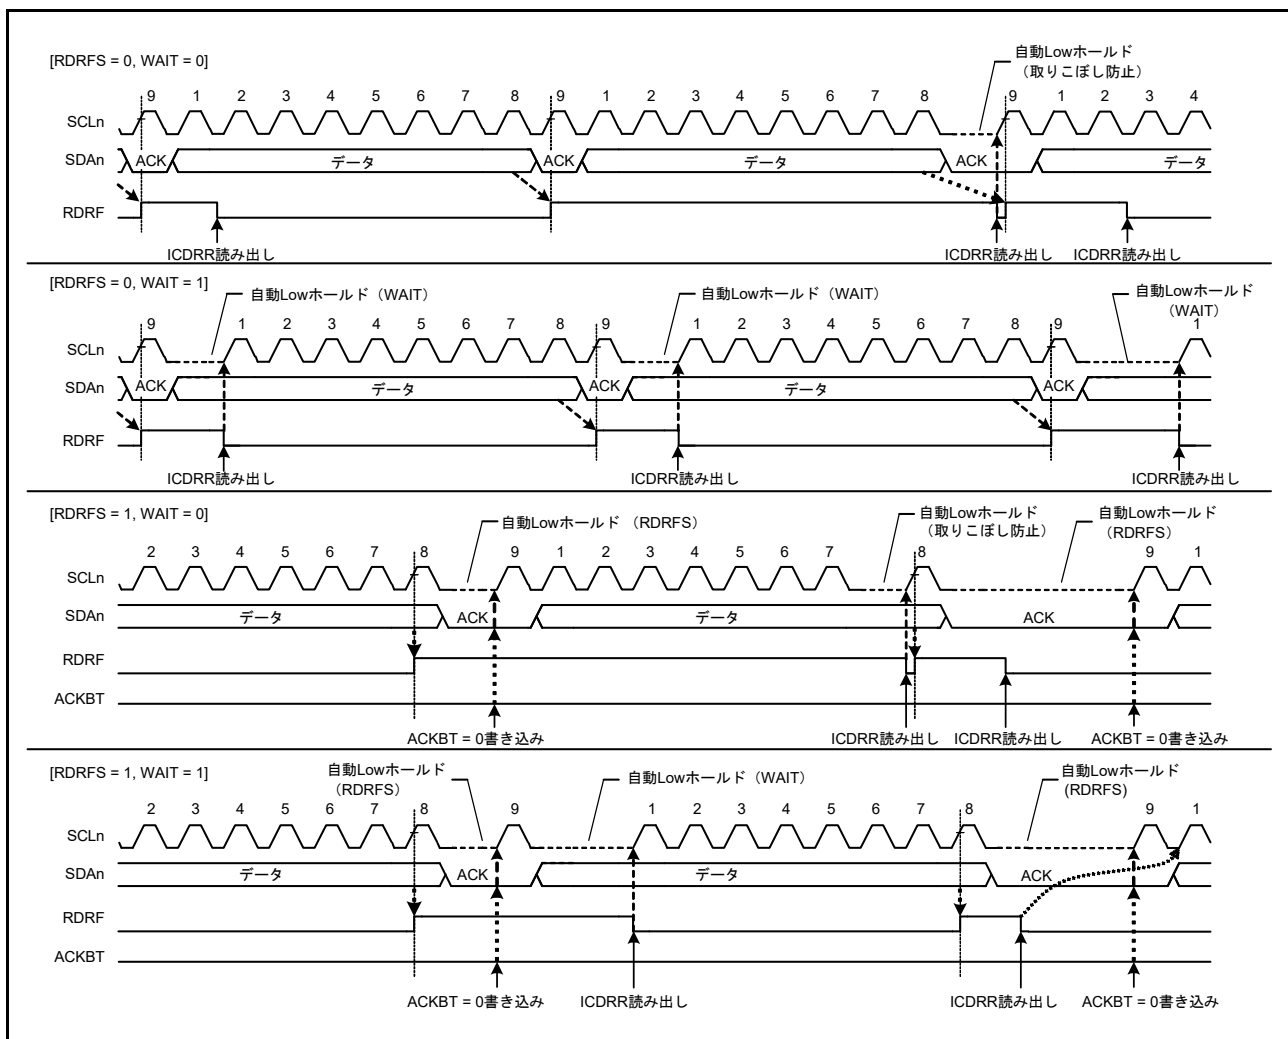 [RDRFS = 0, WAIT = 0]
自動Lowホールド
（取りこぼし防止）
9 1 2 3 4 5 6 7 8 9 1 2 3 4 5 6 7 8 9 1 2 3 4
SCLn
SDAn ACK データ ACK データ ACK データ
RDRF
ICDRR読み出し ICDRR読み出し ICDRR読み出し
[RDRFS = 0, WAIT = 1]
自動Lowホールド（WAIT） 自動Lowホールド（WAIT） 自動Lowホールド
（WAIT）
9 1 2 3 4 5 6 7 8 9 1 2 3 4 5 6 7 8 9 1
SCLn
SDAn ACK データ ACK データ ACK
RDRF
ICDRR読み出し ICDRR読み出し ICDRR読み出し
[RDRFS = 1, WAIT = 0]
自動Lowホールド （RDRFS） 自動Lowホールド 自動Lowホールド
（取りこぼし防止） (RDRFS)
2 3 4 5 6 7 8 9 1 2 3 4 5 6 7 8 9 1
SCLn
SDAn データ ACK データ ACK
RDRF
ACKBT
ACKBT = 0書き込み ICDRR読み出し ICDRR読み出し ACKBT = 0書き込み
[RDRFS = 1, WAIT = 1]
自動Lowホールド 自動Lowホールド（WAIT） 自動Lowホールド
(RDRFS） (RDRFS)
2 3 4 5 6 7 8 9 1 2 3 4 5 6 7 8 9 1
SCLn
SDAn データ ACK データ ACK
RDRF
ACKBT
ACKBT = 0書き込み ICDRR読み出し ICDRR読み出し ACKBT = 0書き込み